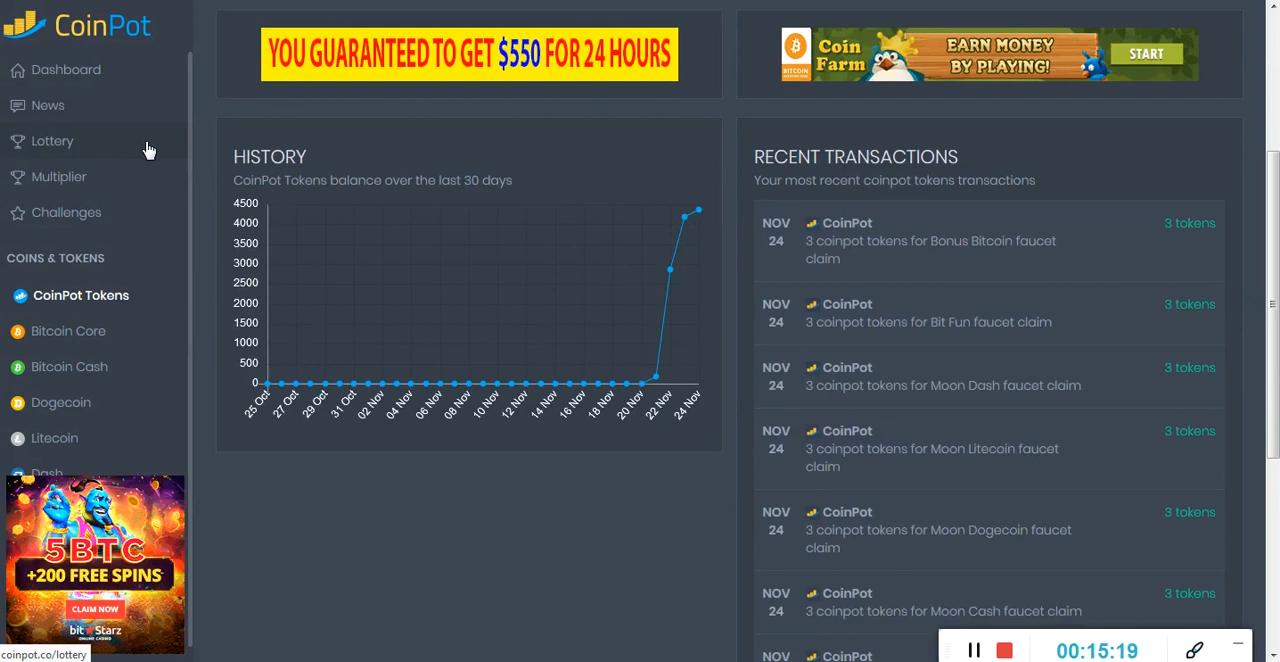 CoinPot
Dashboard
News
Lottery
Multiplier
Challenges
COINS & TOKENS
CoinPot Tokens
Bitcoin Core
Bitcoin Cash
Dogecoin
Litecoin
Dash
5BTC
+200 FREE SPINS
CLAIM NOW
bitStarz
ONLINE CASINO
coinpot.co/lottery
YOU GUARANTEED TO GET $550 FOR 24 HOURS
Coin
Farm
EARN MONEY
BY PLAYING!
START
HISTORY
CoinPot Tokens balance over the last 30 days
4500
4000
3500
3000
2500
2000
1500
1000
500
0
25 Oct 27 Oct 29 Oct 31 Oct 02 Nov 04 Nov 06 Nov 08 Nov 10 Nov 12 Nov 14 Nov 16 Nov 18 Nov 20 Nov 22 Nov 24 Nov
RECENT TRANSACTIONS
Your most recent coinpot tokens transactions
NOV CoinPot 3 tokens
24 3 coinpot tokens for Bonus Bitcoin faucet
claim
NOV CoinPot 3 tokens
24 3 coinpot tokens for Bit Fun faucet claim
NOV CoinPot 3 tokens
24 3 coinpot tokens for Moon Dash faucet claim
NOV CoinPot 3 tokens
24 3 coinpot tokens for Moon Litecoin faucet
claim
NOV CoinPot 3 tokens
24 3 coinpot tokens for Moon Dogecoin faucet
claim
NOV CoinPot 3 tokens
24 3 coinpot tokens for Moon Cash faucet claim
NOV CoinPot
00:15:19